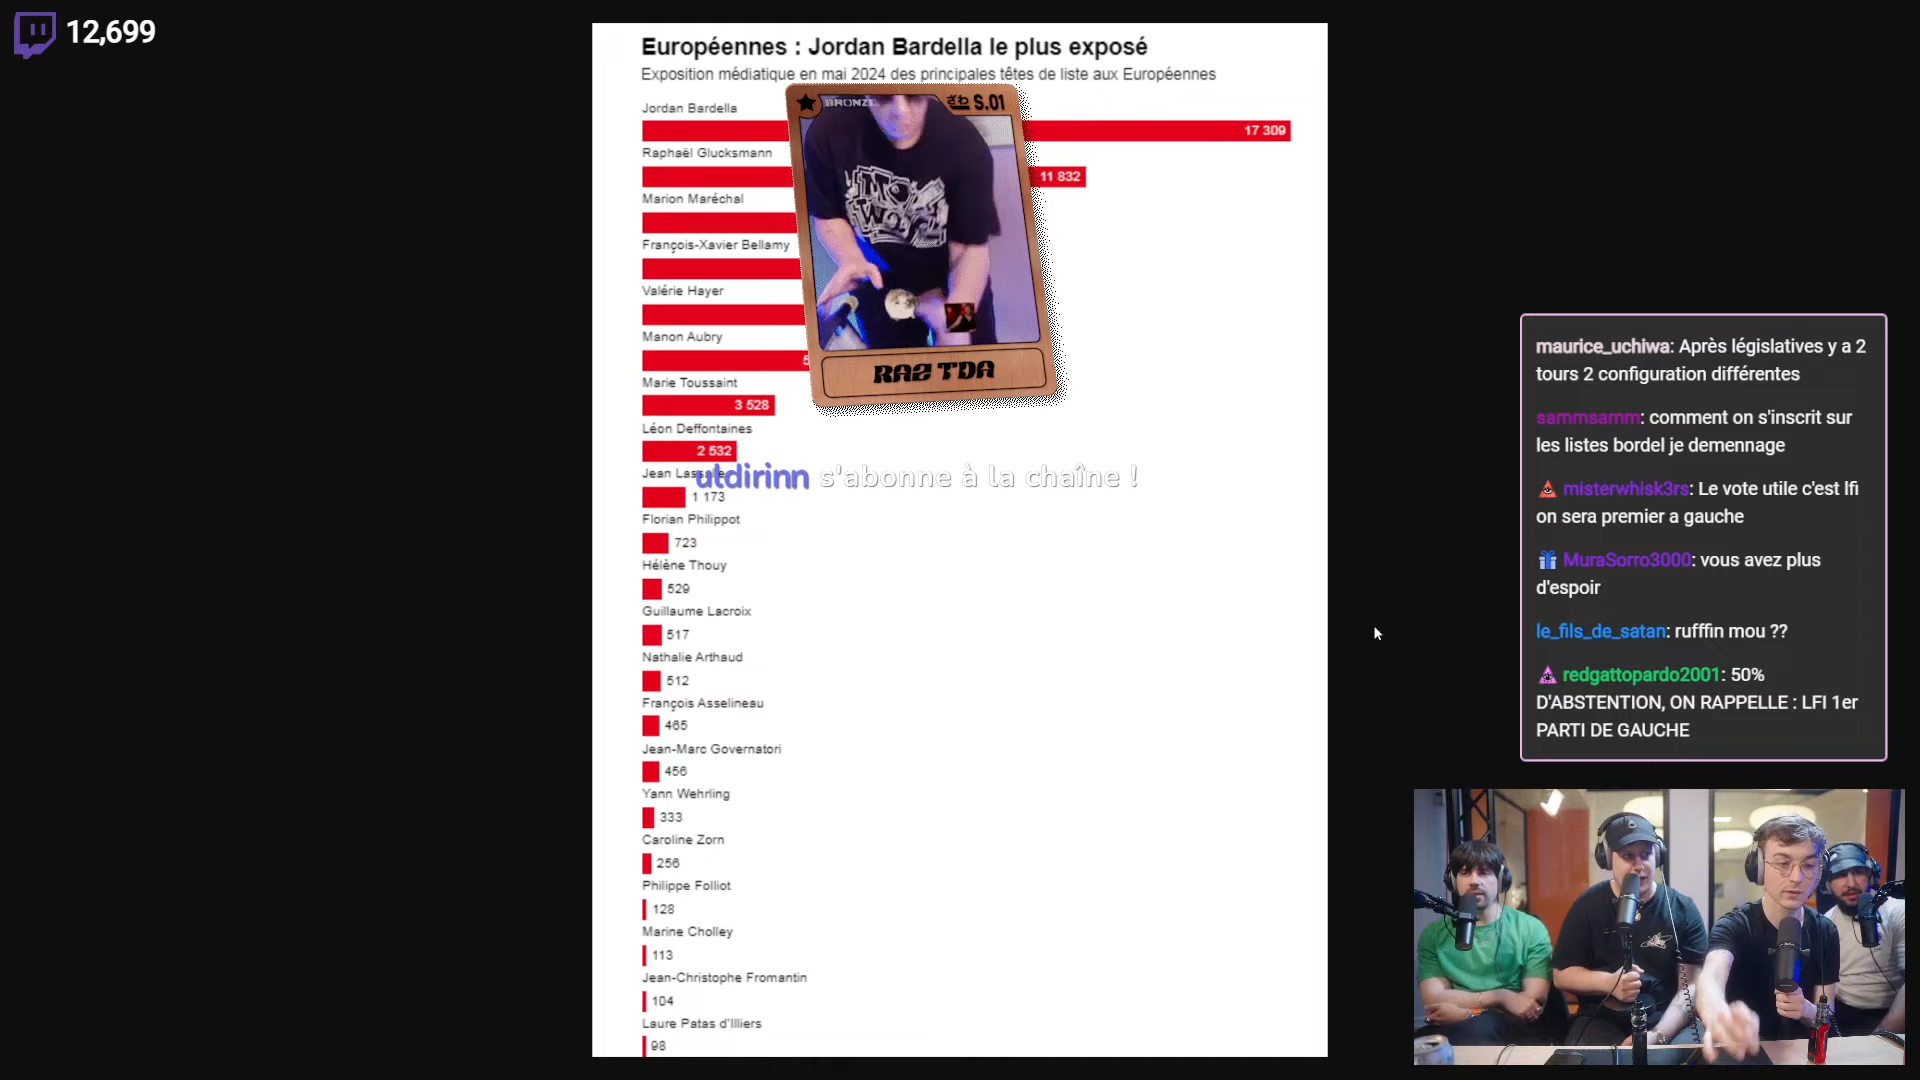 12,699
Européennes : Jordan Bardella le plus exposé
Exposition médiatique en mai 2024 des principales têtes de liste aux Européennes
Jordan Bardella
17 309
Raphaël Glucksmann
11 832
Marion Maréchal
François-Xavier Bellamy
Valérie Hayer
Manon Aubry
5
Marie Toussaint
3 528
Léon Deffontaines
2 532
Jean
1 173
Florian Philippot
723
Hélène Thouy
529
Guillaume Lacroix
517
Nathalie Arthaud
512
François Asselineau
465
Jean-Marc Governatori
456
Yann Wehrling
333
Caroline Zorn
256
Philippe Folliot
128
Marine Cholley
113
Jean-Christophe Fromantin
104
Laure Patas d'Illiers
98
BRONZE
ざわ S.01
RAZ TDA
utdirinn s'abonne à la chaîne !
maurice_uchiwa: Après législatives y a 2
tours 2 configuration différentes
sammsamm: comment on s'inscrit sur
les listes bordel je demennage
misterwhisk3rs: Le vote utile c'est lfi
on sera premier a gauche
MuraSorro3000: vous avez plus
d'espoir
le_fils_de_satan: rufffin mou ??
redgattopardo2001: 50%
D'ABSTENTION, ON RAPPELLE : LFI 1er
PARTI DE GAUCHE